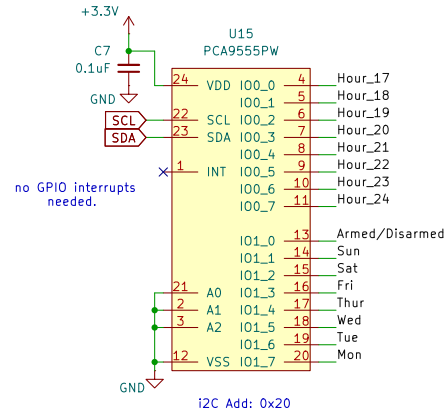 +3.3V
U15
PCA9555PW
C7
0.1uF
GND
24 VDD IO0_0 4 Hour_17
IO0_1 5 Hour_18
SCL 22 SCL IO0_2 6 Hour_19
SDA 23 SDA IO0_3 7 Hour_20
IO0_4 8 Hour_21
1 INT IO0_5 9 Hour_22
IO0_6 10 Hour_23
IO0_7 11 Hour_24
no GPIO interrupts
needed.
IO1_0 13 Armed/Disarmed
IO1_1 14 Sun
IO1_2 15 Sat
21 A0 IO1_3 16 Fri
2 A1 IO1_4 17 Thur
3 A2 IO1_5 18 Wed
IO1_6 19 Tue
12 VSS IO1_7 20 Mon
GND
i2C Add: 0x20